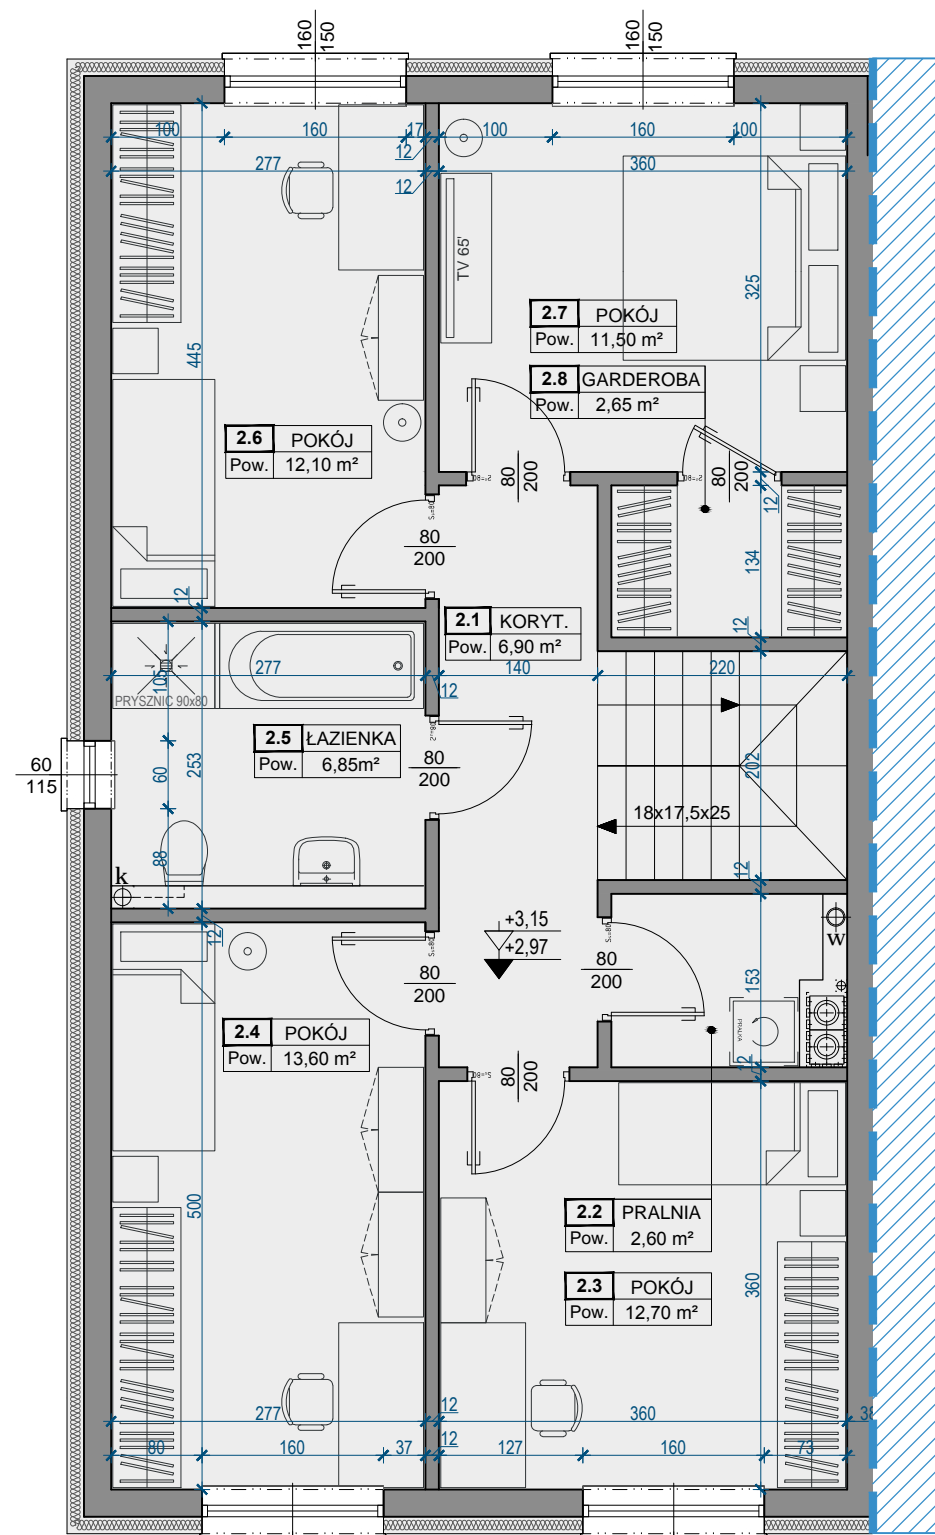 160
150
160
150
100
160
17
100
160
100
12
277
360
12
TV 65'
325
2.7 POKÓJ
Pow. 11,50 m²
445
2.8 GARDEROBA
Pow. 2,65 m²
2.6 POKÓJ
Pow. 12,10 m²
80
200
80
200
12
80
200
134
12
12
2.1 KORYT.
Pow. 6,90 m²
277
140
220
105
12
PRYSZNIC 90x80
2.5 ŁAZIENKA
Pow. 6,85m²
60
115
60
253
80
200
202
18x17,5x25
88
k
12
12
+3,15
+2,97
w
80
200
80
200
153
PRALKA
2.4 POKÓJ
Pow. 13,60 m²
80
200
12
500
2.2 PRALNIA
Pow. 2,60 m²
2.3 POKÓJ
Pow. 12,70 m²
360
277
12
360
38
12
80
160
37
127
160
73